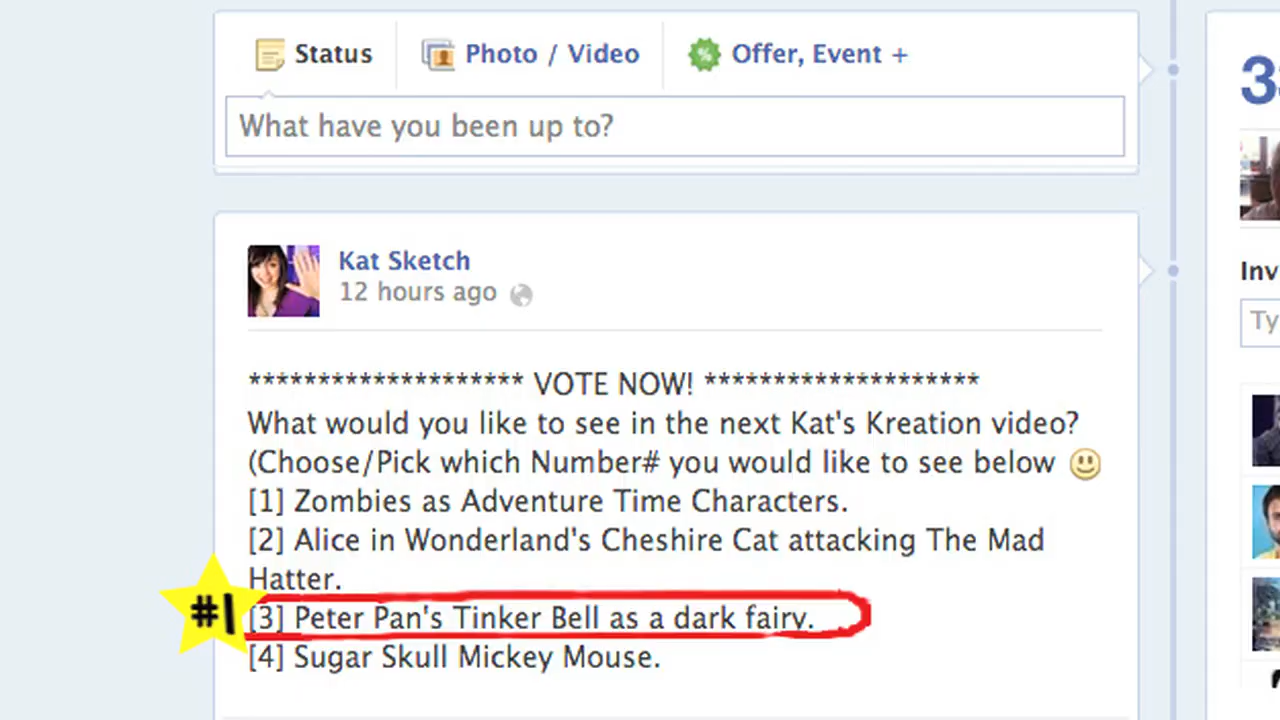 Status
Photo / Video
Offer, Event +
What have you been up to?
Kat Sketch
12 hours ago
******************** VOTE NOW! ********************
What would you like to see in the next Kat's Kreation video?
(Choose/Pick which Number# you would like to see below
[1] Zombies as Adventure Time Characters.
[2] Alice in Wonderland's Cheshire Cat attacking The Mad
Hatter.
#1
[3] Peter Pan's Tinker Bell as a dark fairy.
[4] Sugar Skull Mickey Mouse.
Inv
Ty